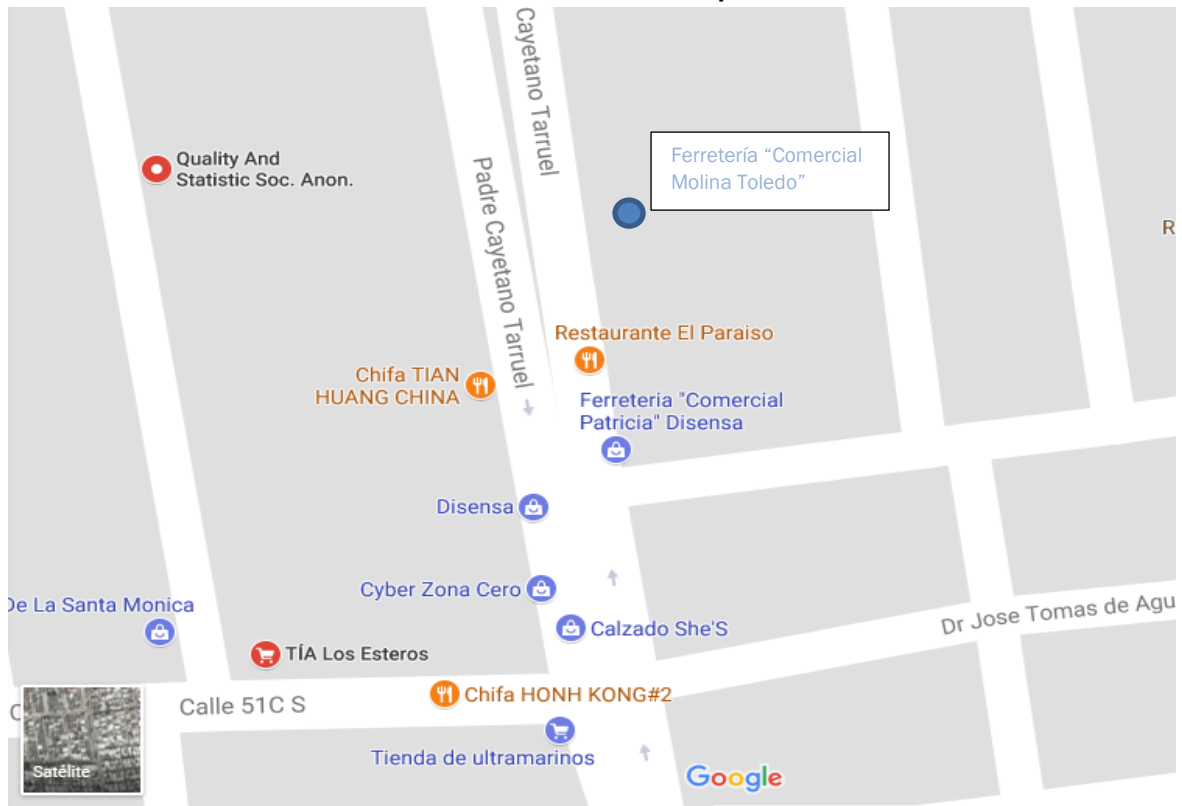 Cayetano Tarruel
Quality And
Statistic Soc. Anon.
Ferretería “Comercial
Molina Toledo”
Padre Cayetano Tarruel
R
Restaurante El Paraiso
Chifa TIAN
HUANG CHINA
Ferreteria "Comercial
Patricia" Disensa
Disensa
Cyber Zona Cero
De La Santa Monica
Calzado She'S
Dr Jose Tomas de Agu
TÍA Los Esteros
C
Calle 51C S
Chifa HONH KONG#2
Tienda de ultramarinos
Satélite
Google